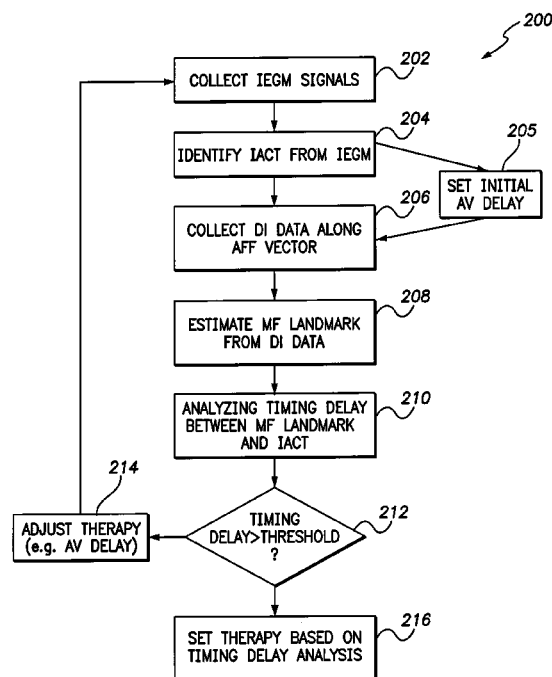 200
COLLECT IEGM SIGNALS
202
204
IDENTIFY IACT FROM IEGM
205
SET INITIAL
AV DELAY
206
COLLECT DI DATA ALONG
AFF VECTOR
208
ESTIMATE MF LANDMARK
FROM DI DATA
210
ANALYZING TIMING DELAY
BETWEEN MF LANDMARK
AND IACT
214
ADJUST THERAPY
(e.g. AV DELAY)
212
TIMING
DELAY>THRESHOLD
?
216
SET THERAPY BASED ON
TIMING DELAY ANALYSIS